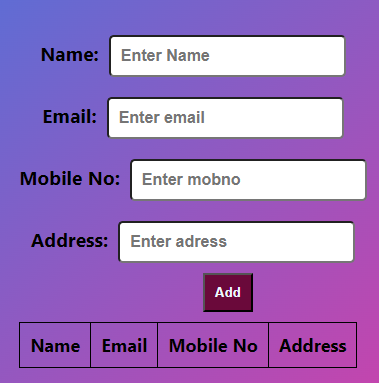 Name: Enter Name
Email: Enter email
Mobile No: Enter mobno
Address: Enter adress
Add
Name Email Mobile No Address